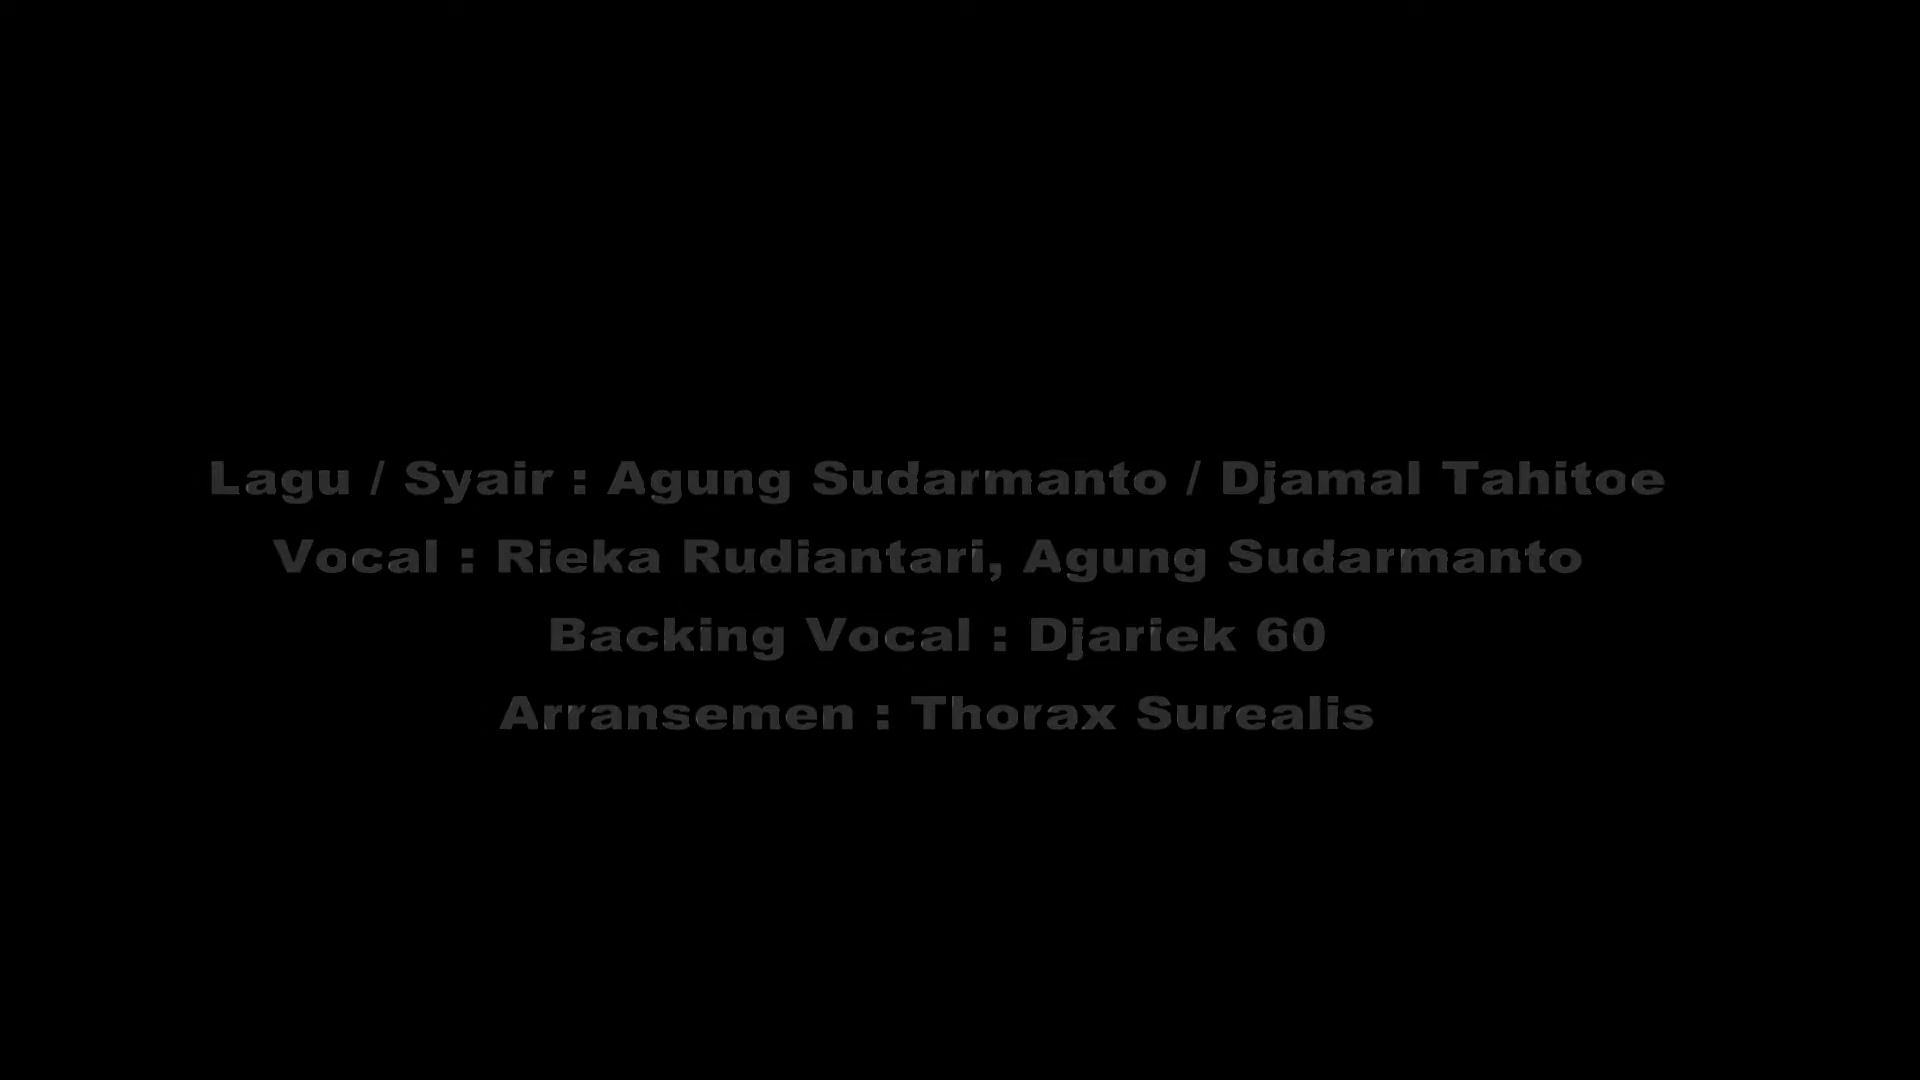 Lagu / Syair : Agung Sudarmanto / Djamal Tahitoe
Vocal : Rieka Rudiantari, Agung Sudarmanto
Backing Vocal : Djariek 60
Arransemen : Thorax Surealis